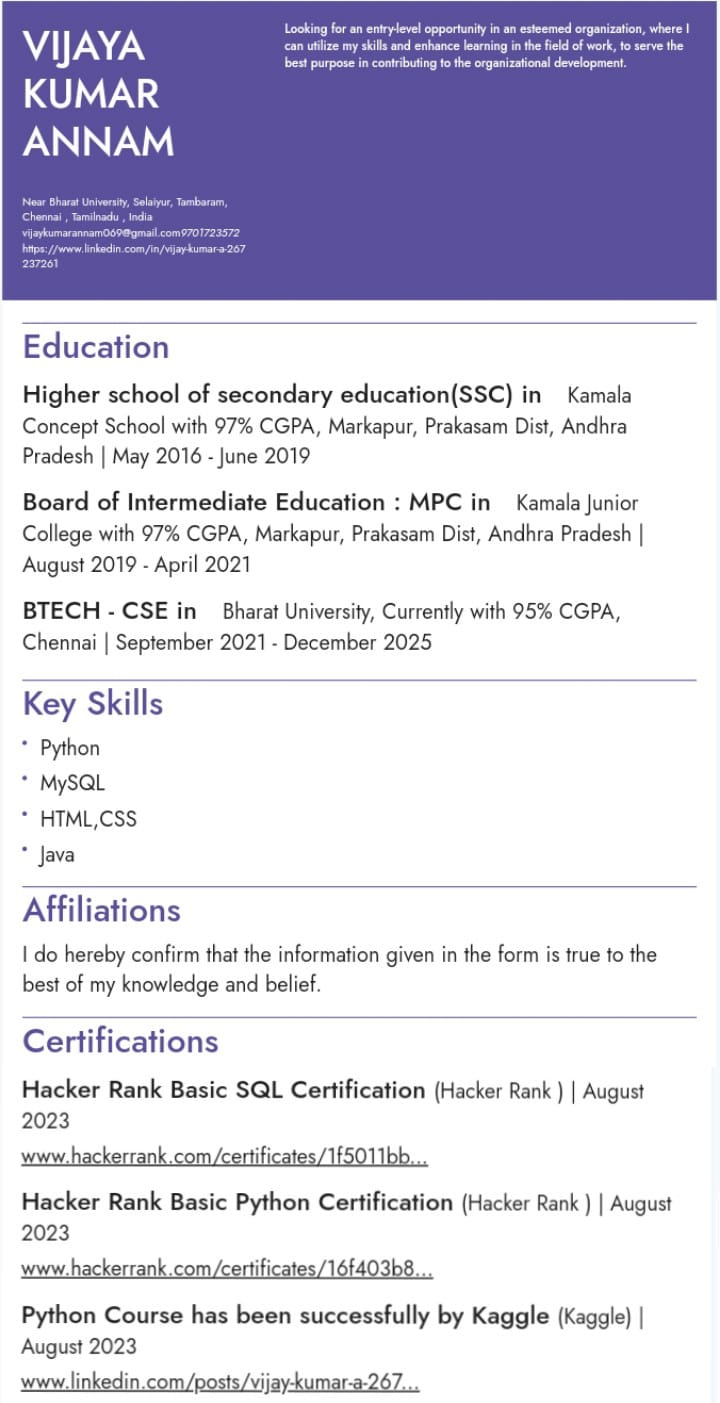 VIJAYA
KUMAR
ANNAM
Near Bharat University, Selaiyur, Tambaram,
Chennai , Tamilnadu , India
vijaykumarannam069@gmail.com9701723572
https://www.linkedin.com/in/vijay-kumar-a-267
237261
Looking for an entry-level opportunity in an esteemed organization, where I
can utilize my skills and enhance learning in the field of work, to serve the
best purpose in contributing to the organizational development.
Education
Higher school of secondary education(SSC) in Kamala
Concept School with 97% CGPA, Markapur, Prakasam Dist, Andhra
Pradesh | May 2016 - June 2019
Board of Intermediate Education : MPC in Kamala Junior
College with 97% CGPA, Markapur, Prakasam Dist, Andhra Pradesh |
August 2019 - April 2021
BTECH - CSE in Bharat University, Currently with 95% CGPA,
Chennai | September 2021 - December 2025
Key Skills
• Python
• MySQL
• HTML,CSS
• Java
Affiliations
I do hereby confirm that the information given in the form is true to the
best of my knowledge and belief.
Certifications
Hacker Rank Basic SQL Certification (Hacker Rank ) | August
2023
www.hackerrank.com/certificates/1f5011bb...
Hacker Rank Basic Python Certification (Hacker Rank ) | August
2023
www.hackerrank.com/certificates/16f403b8...
Python Course has been successfully by Kaggle (Kaggle) |
August 2023
www.linkedin.com/posts/vijay-kumar-a-267...